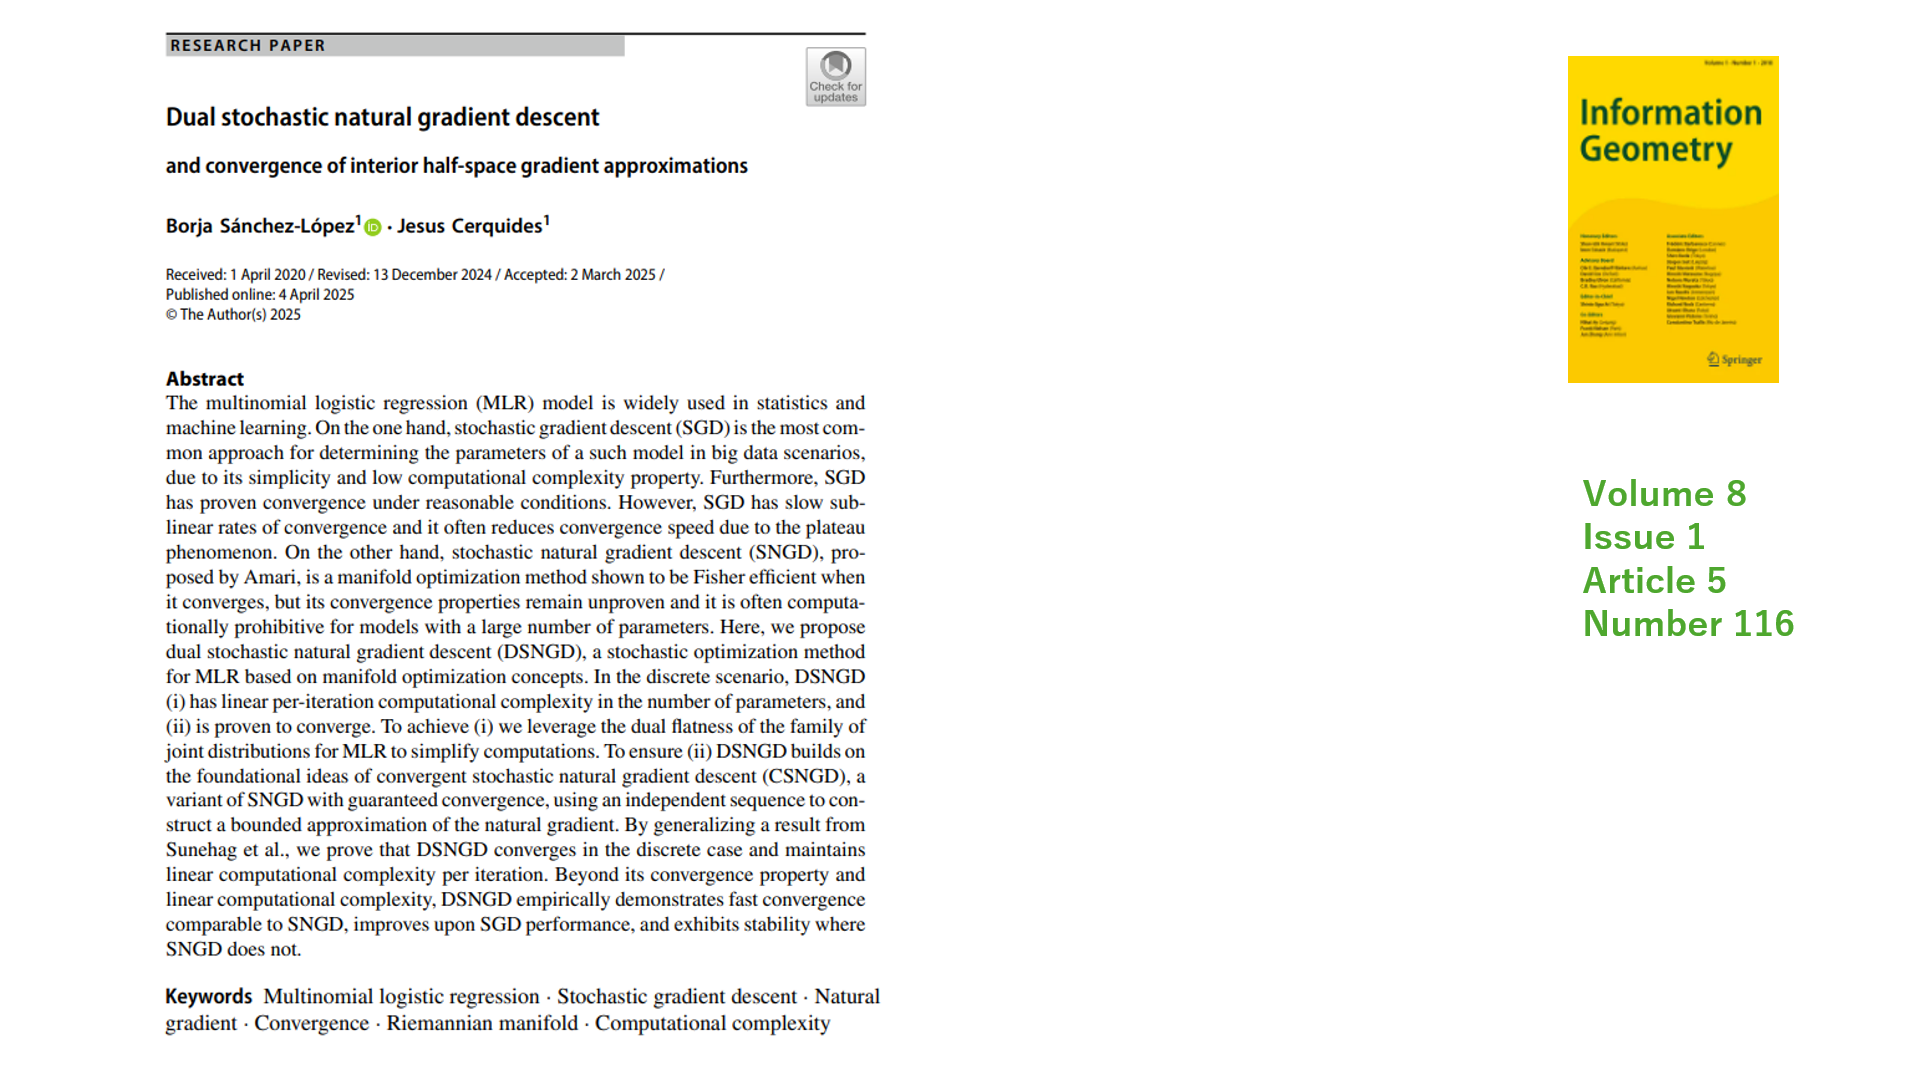 RESEARCH PAPER
Check for
updates
Dual stochastic natural gradient descent
and convergence of interior half-space gradient approximations
Borja Sánchez-López1 iD · Jesus Cerquides1
Received: 1 April 2020 / Revised: 13 December 2024 / Accepted: 2 March 2025 /
Published online: 4 April 2025
© The Author(s) 2025
Abstract
The multinomial logistic regression (MLR) model is widely used in statistics and
machine learning. On the one hand, stochastic gradient descent (SGD) is the most com-
mon approach for determining the parameters of a such model in big data scenarios,
due to its simplicity and low computational complexity property. Furthermore, SGD
has proven convergence under reasonable conditions. However, SGD has slow sub-
linear rates of convergence and it often reduces convergence speed due to the plateau
phenomenon. On the other hand, stochastic natural gradient descent (SNGD), pro-
posed by Amari, is a manifold optimization method shown to be Fisher efficient when
it converges, but its convergence properties remain unproven and it is often computa-
tionally prohibitive for models with a large number of parameters. Here, we propose
dual stochastic natural gradient descent (DSNGD), a stochastic optimization method
for MLR based on manifold optimization concepts. In the discrete scenario, DSNGD
(i) has linear per-iteration computational complexity in the number of parameters, and
(ii) is proven to converge. To achieve (i) we leverage the dual flatness of the family of
joint distributions for MLR to simplify computations. To ensure (ii) DSNGD builds on
the foundational ideas of convergent stochastic natural gradient descent (CSNGD), a
variant of SNGD with guaranteed convergence, using an independent sequence to con-
struct a bounded approximation of the natural gradient. By generalizing a result from
Sunehag et al., we prove that DSNGD converges in the discrete case and maintains
linear computational complexity per iteration. Beyond its convergence property and
linear computational complexity, DSNGD empirically demonstrates fast convergence
comparable to SNGD, improves upon SGD performance, and exhibits stability where
SNGD does not.
Keywords Multinomial logistic regression · Stochastic gradient descent · Natural
gradient · Convergence · Riemannian manifold · Computational complexity
Volume 1 · Number 1 · 2018
Information
Geometry
Springer
Volume 8
Issue 1
Article 5
Number 116